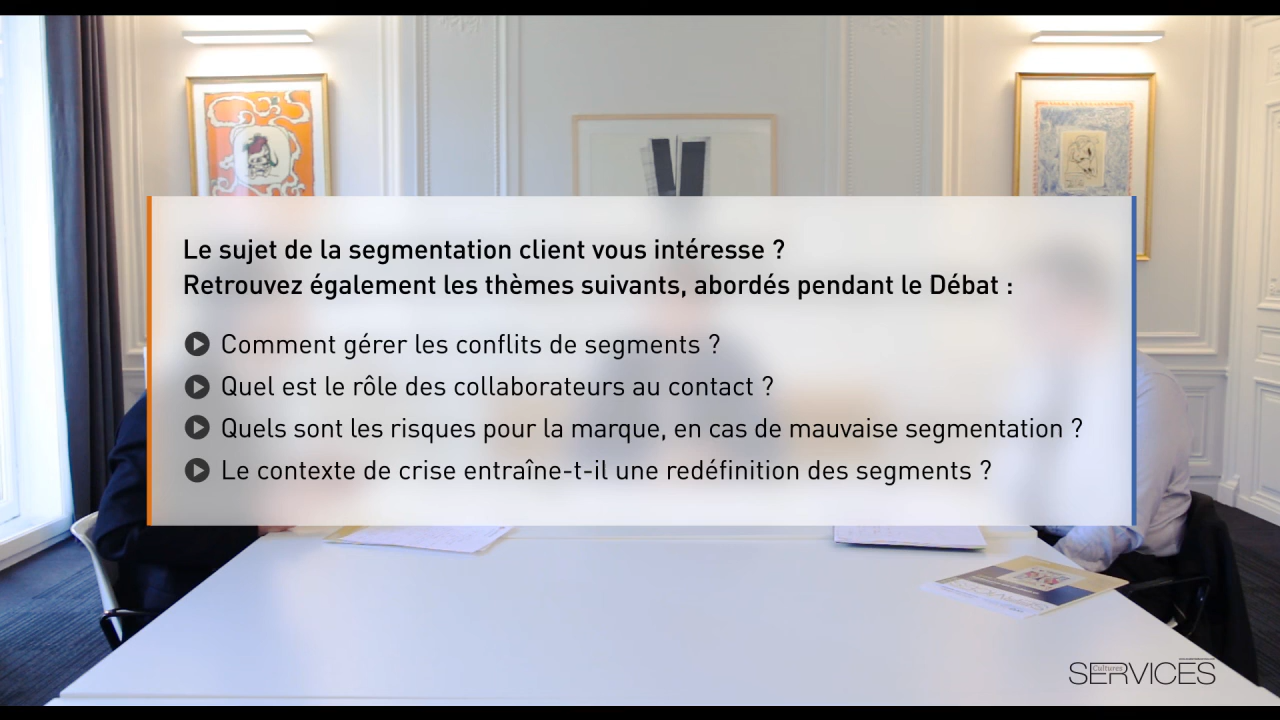 Le sujet de la segmentation client vous intéresse ?
Retrouvez également les thèmes suivants, abordés pendant le Débat :
Comment gérer les conflits de segments ?
Quel est le rôle des collaborateurs au contact ?
Quels sont les risques pour la marque, en cas de mauvaise segmentation ?
Le contexte de crise entraîne-t-il une redéfinition des segments ?
Cultures
SERVICES